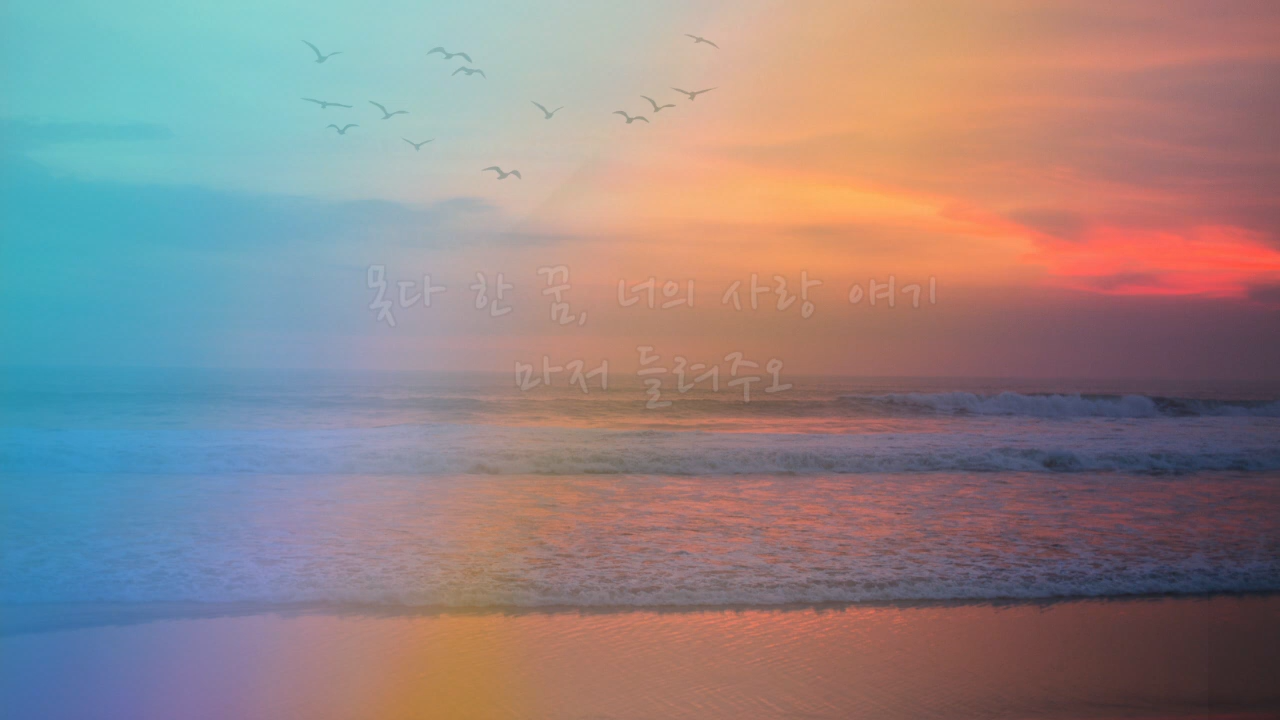 못다 한 꿈, 너의 사랑 얘기
마저 들려주오